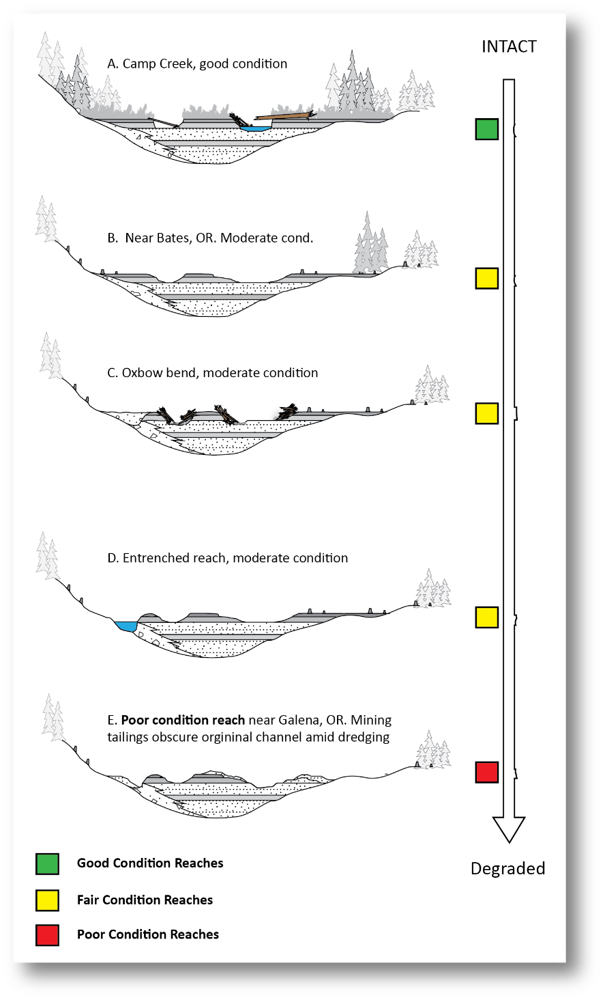 INTACT
A. Camp Creek, good condition
B. Near Bates, OR. Moderate cond.
C. Oxbow bend, moderate condition
D. Entrenched reach, moderate condition
E. Poor condition reach near Galena, OR. Mining
tailings obscure orgininal channel amid dredging
Degraded
Good Condition Reaches
Fair Condition Reaches
Poor Condition Reaches